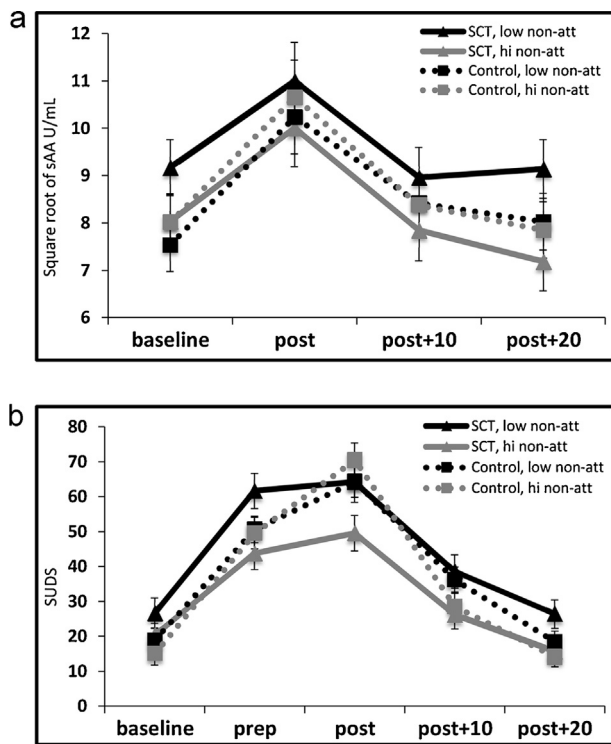 a
SCT, low non-att
SCT, hi non-att
Control, low non-att
Control, hi non-att
Square root of sAA U/mL
12
11
10
9
8
7
6
baseline post post+10 post+20
b
SCT, low non-att
SCT, hi non-att
Control, low non-att
Control, hi non-att
SUDS
80
70
60
50
40
30
20
10
0
baseline prep post post+10 post+20